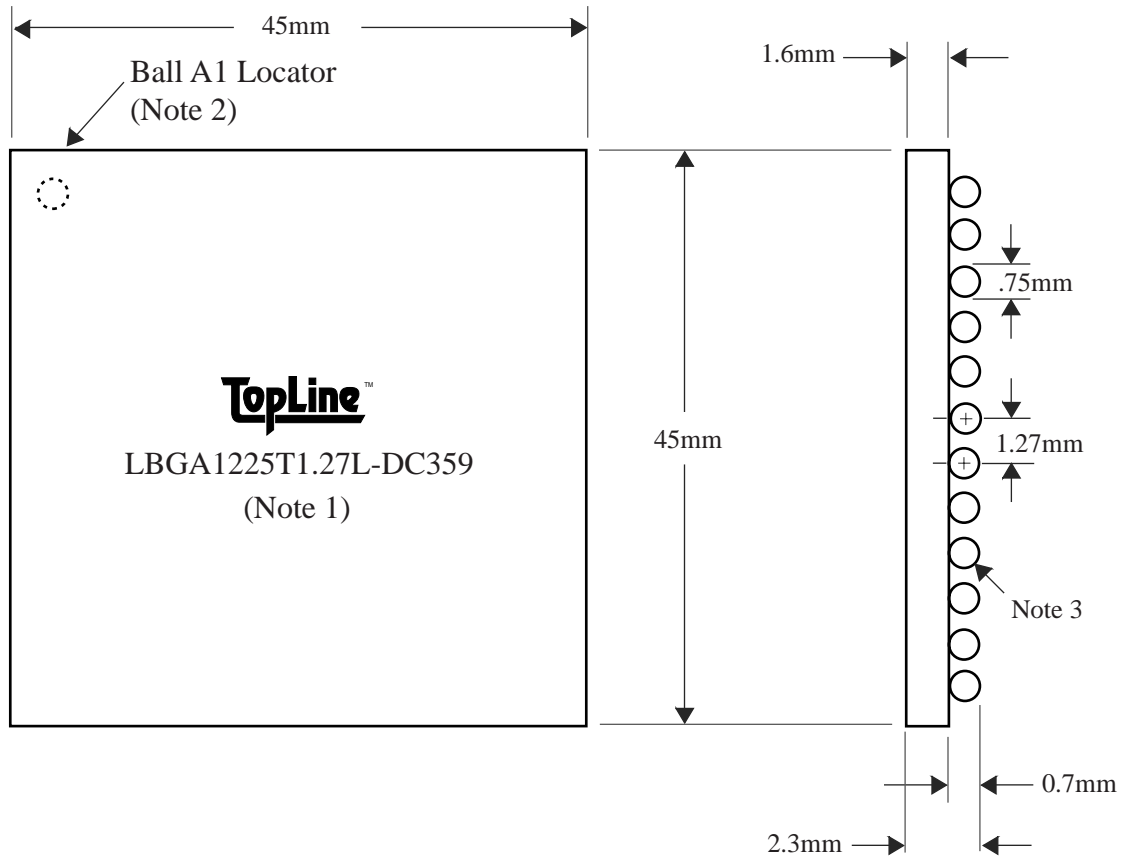 45mm
Ball A1 Locator
(Note 2)
1.6mm
.75mm
TopLine™
LBGA1225T1.27L-DC359
(Note 1)
45mm
1.27mm
Note 3
0.7mm
2.3mm